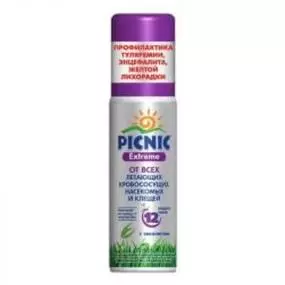 ПРОФИЛАКТИКА
ТУЛЯРЕМИИ,
ЭНЦЕФАЛИТА,
ЖЕЛТОЙ
ЛИХОРАДКИ
PICNIC
Extreme
ОТ ВСЕХ
ЛЕТАЮЩИХ
КРОВОСОСУЩИХ
НАСЕКОМЫХ
И КЛЕЩЕЙ
12